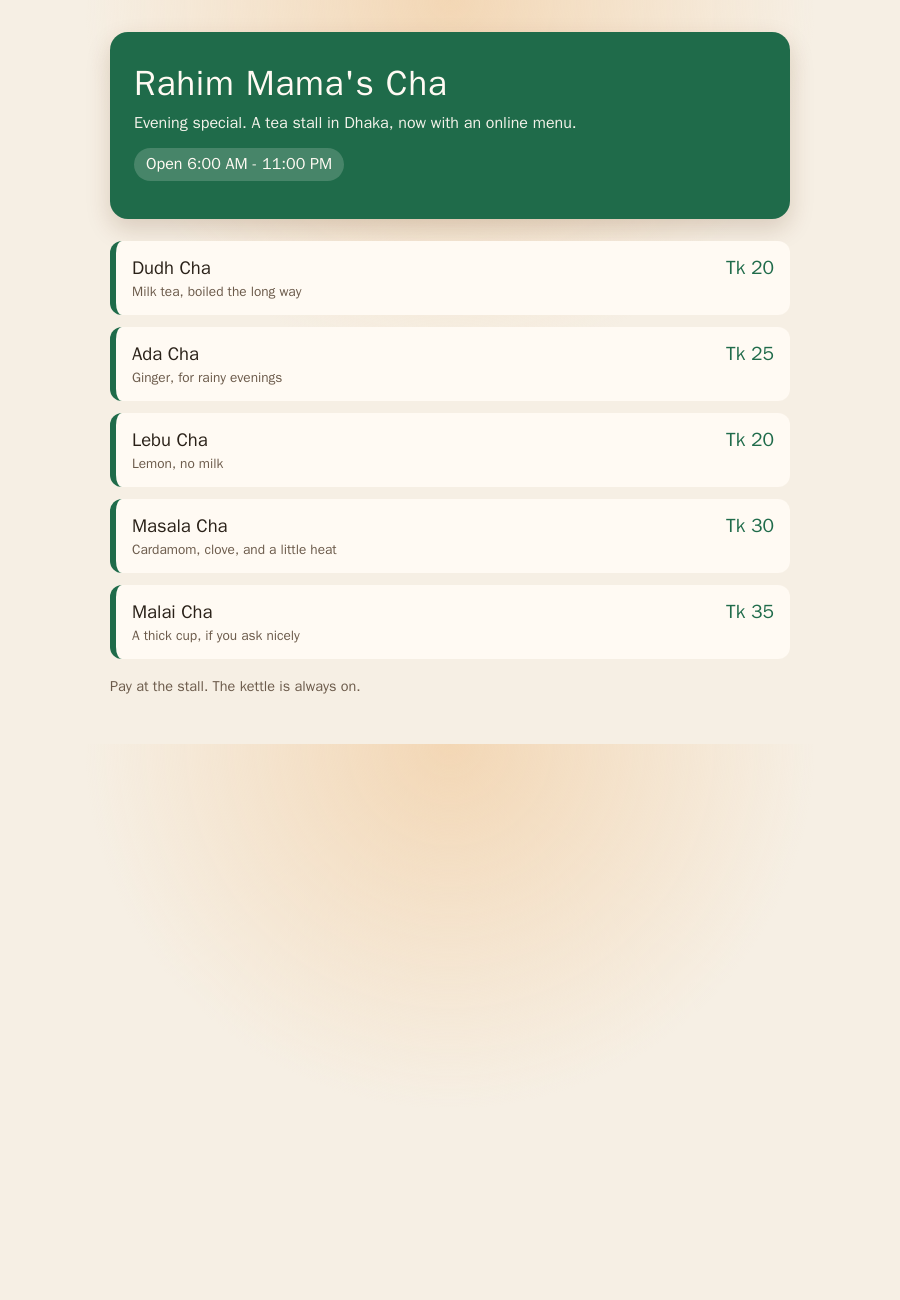 Rahim Mama's Cha
Evening special. A tea stall in Dhaka, now with an online menu.
Open 6:00 AM - 11:00 PM
Dudh Cha Tk 20
Milk tea, boiled the long way
Ada Cha Tk 25
Ginger, for rainy evenings
Lebu Cha Tk 20
Lemon, no milk
Masala Cha Tk 30
Cardamom, clove, and a little heat
Malai Cha Tk 35
A thick cup, if you ask nicely
Pay at the stall. The kettle is always on.